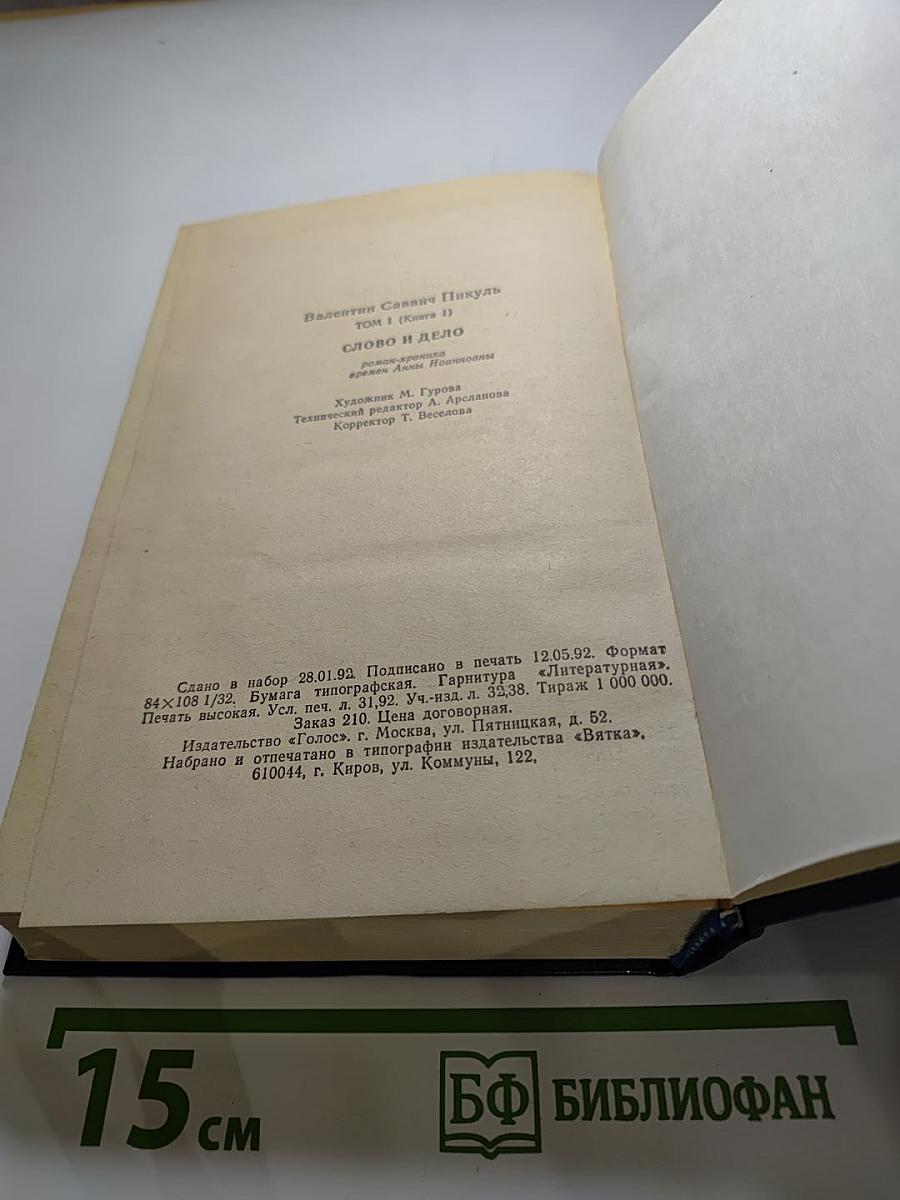 Валентин Саввич Пикуль
ТОМ 1 (Книга 1)
СЛОВО И ДЕЛО
роман-хроника
времен Анны Иоанновны
Художник М. Гурова
Технический редактор А. Арсланова
Корректор Т. Веселова
Сдано в набор 28.01.92. Подписано в печать 12.05.92. Формат
84×108 1/32. Бумага типографская. Гарнитура «Литературная».
Печать высокая. Усл. печ. л. 31,92. Уч.-изд. л. 32,38. Тираж 1 000 000.
Заказ 210. Цена договорная.
Издательство «Голос». г. Москва, ул. Пятницкая, д. 52.
Набрано и отпечатано в типографии издательства «Вятка».
610044, г. Киров, ул. Коммуны, 122.
15 см
БФ БИБЛИОФАН